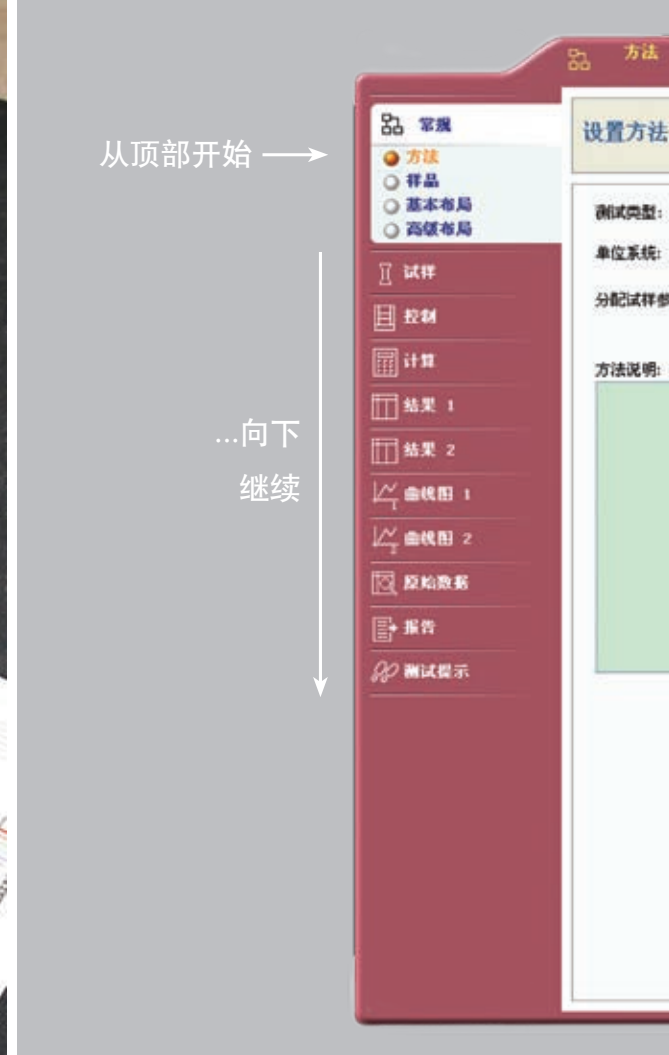 方法
常规
设置方法
从顶部开始
方法
样品
基本布局
高级布局
测试类型:
单位系统:
试样
分配试样参
控制
计算
方法说明:
结果 1
...向下
继续
结果 2
曲线图 1
曲线图 2
原始数据
报告
测试提示